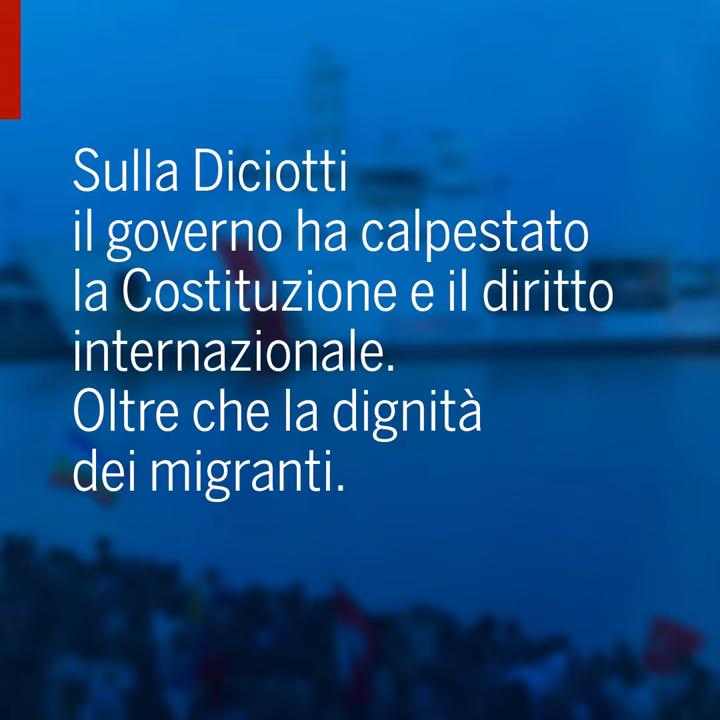 Sulla Diciotti
il governo ha calpestato
la Costituzione e il diritto
internazionale.
Oltre che la dignità
dei migranti.